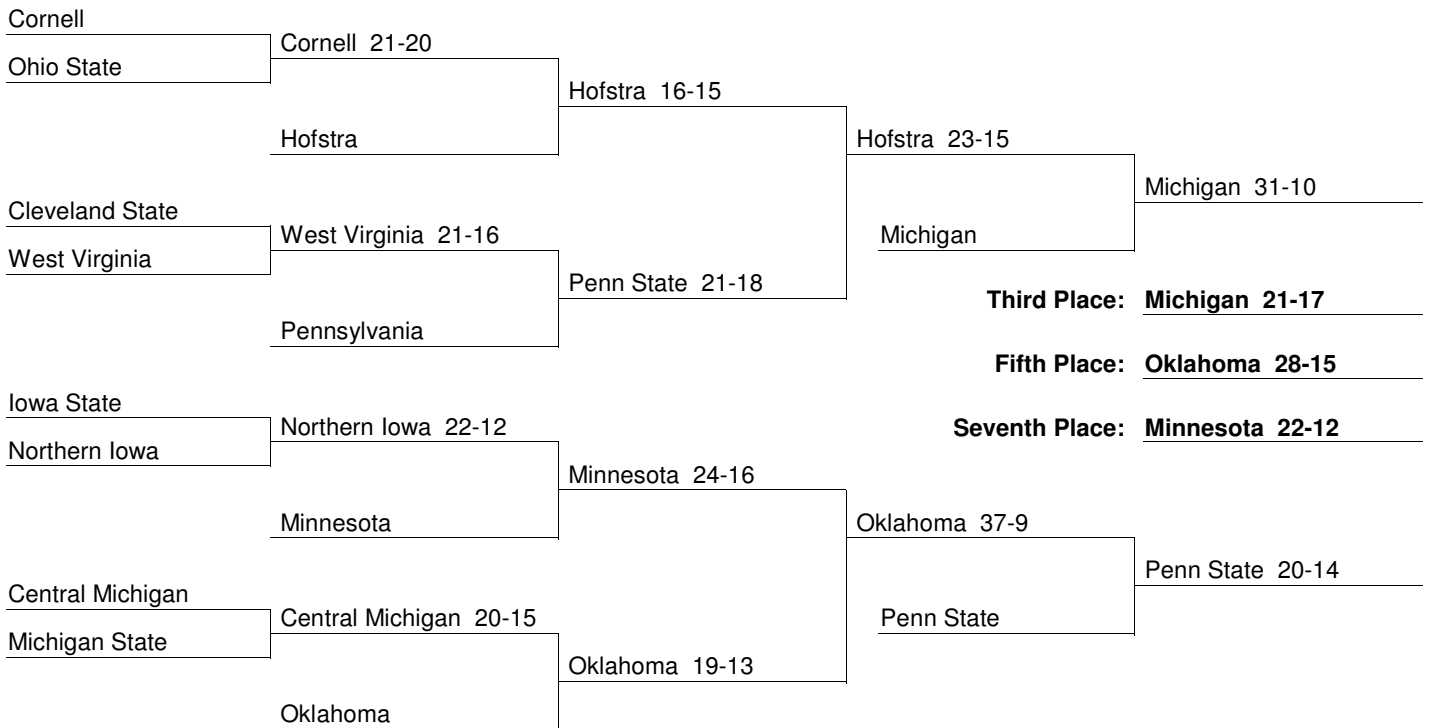 Cornell
Ohio State
Cornell 21-20
Hofstra
Hofstra 16-15
Cleveland State
West Virginia
West Virginia 21-16
Pennsylvania
Penn State 21-18
Hofstra 23-15
Michigan
Michigan 31-10
Third Place: Michigan 21-17
Fifth Place: Oklahoma 28-15
Seventh Place: Minnesota 22-12
Iowa State
Northern Iowa
Northern Iowa 22-12
Minnesota
Minnesota 24-16
Central Michigan
Michigan State
Central Michigan 20-15
Oklahoma
Oklahoma 19-13
Oklahoma 37-9
Penn State
Penn State 20-14